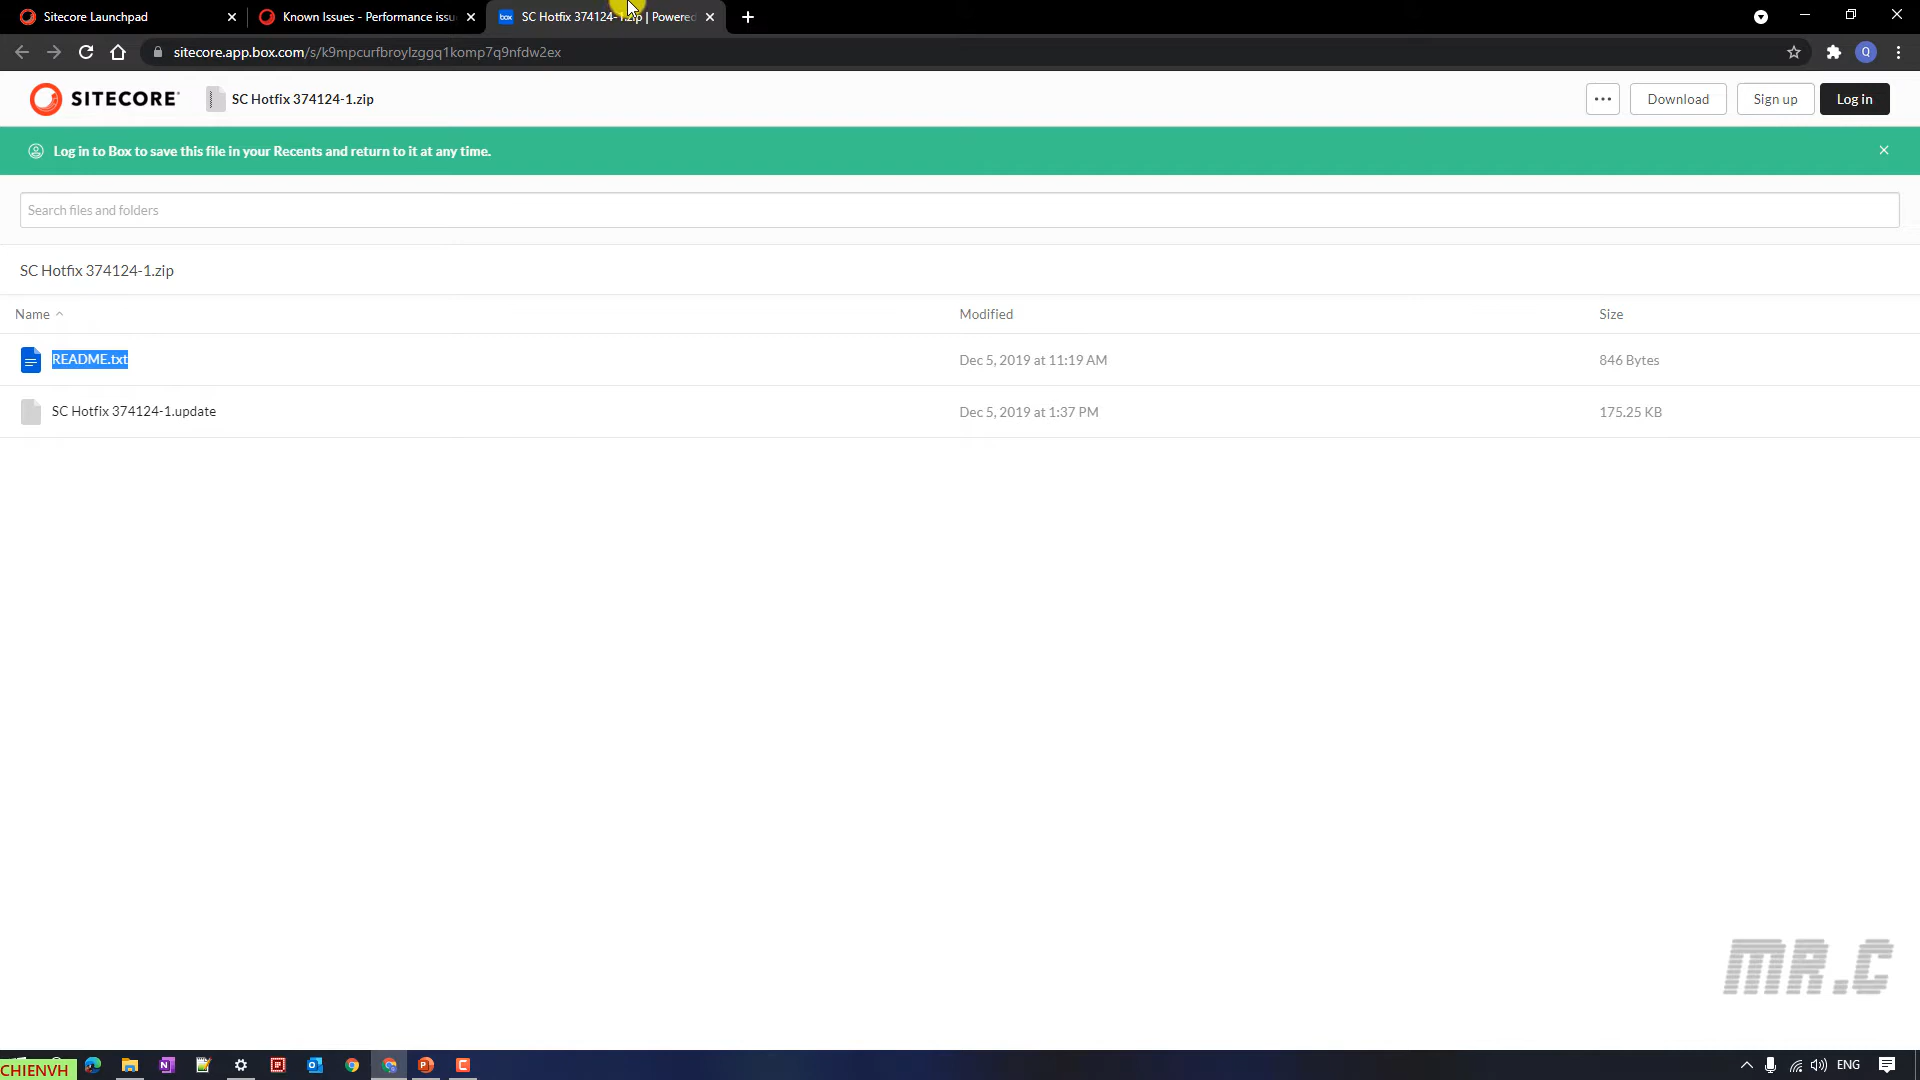 Sitecore Launchpad
Known Issues - Performance issu
SC Hotfix 374124-1.zip | Powered
sitecore.app.box.com/s/k9mpcurfbroylzggq1komp7q9nfdw2ex
Q
SITECORE
SC Hotfix 374124-1.zip
Download
Sign up
Log in
Log in to Box to save this file in your Recents and return to it at any time.
Search files and folders
SC Hotfix 374124-1.zip
Name
Modified
Size
README.txt
Dec 5, 2019 at 11:19 AM
846 Bytes
SC Hotfix 374124-1.update
Dec 5, 2019 at 1:37 PM
175.25 KB
MR.C
CHIENVH
ENG